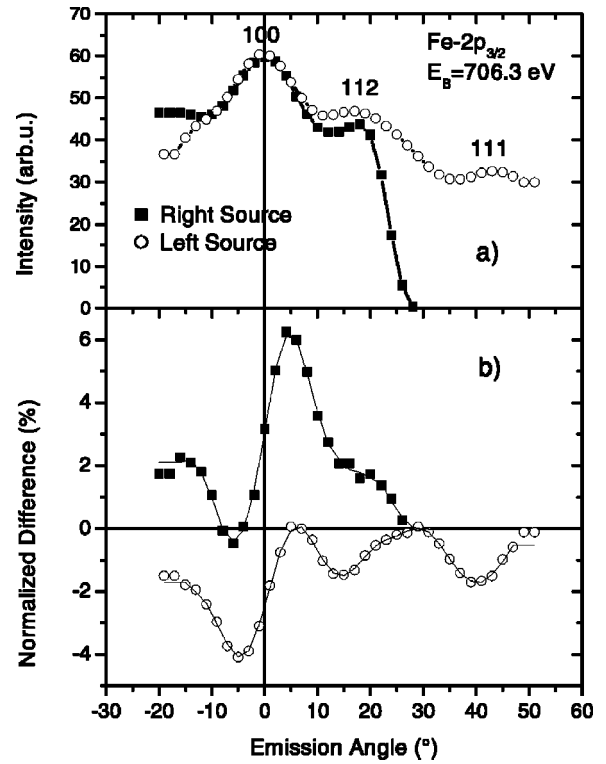 70
60
50
40
30
20
10
0
Intensity (arb.u.)
100
112
111
Fe-2p3/2
EB=706.3 eV
Right Source
Left Source
a)
6
4
2
0
-2
-4
Normalized Difference (%)
b)
-30 -20 -10 0 10 20 30 40 50 60
Emission Angle (°)